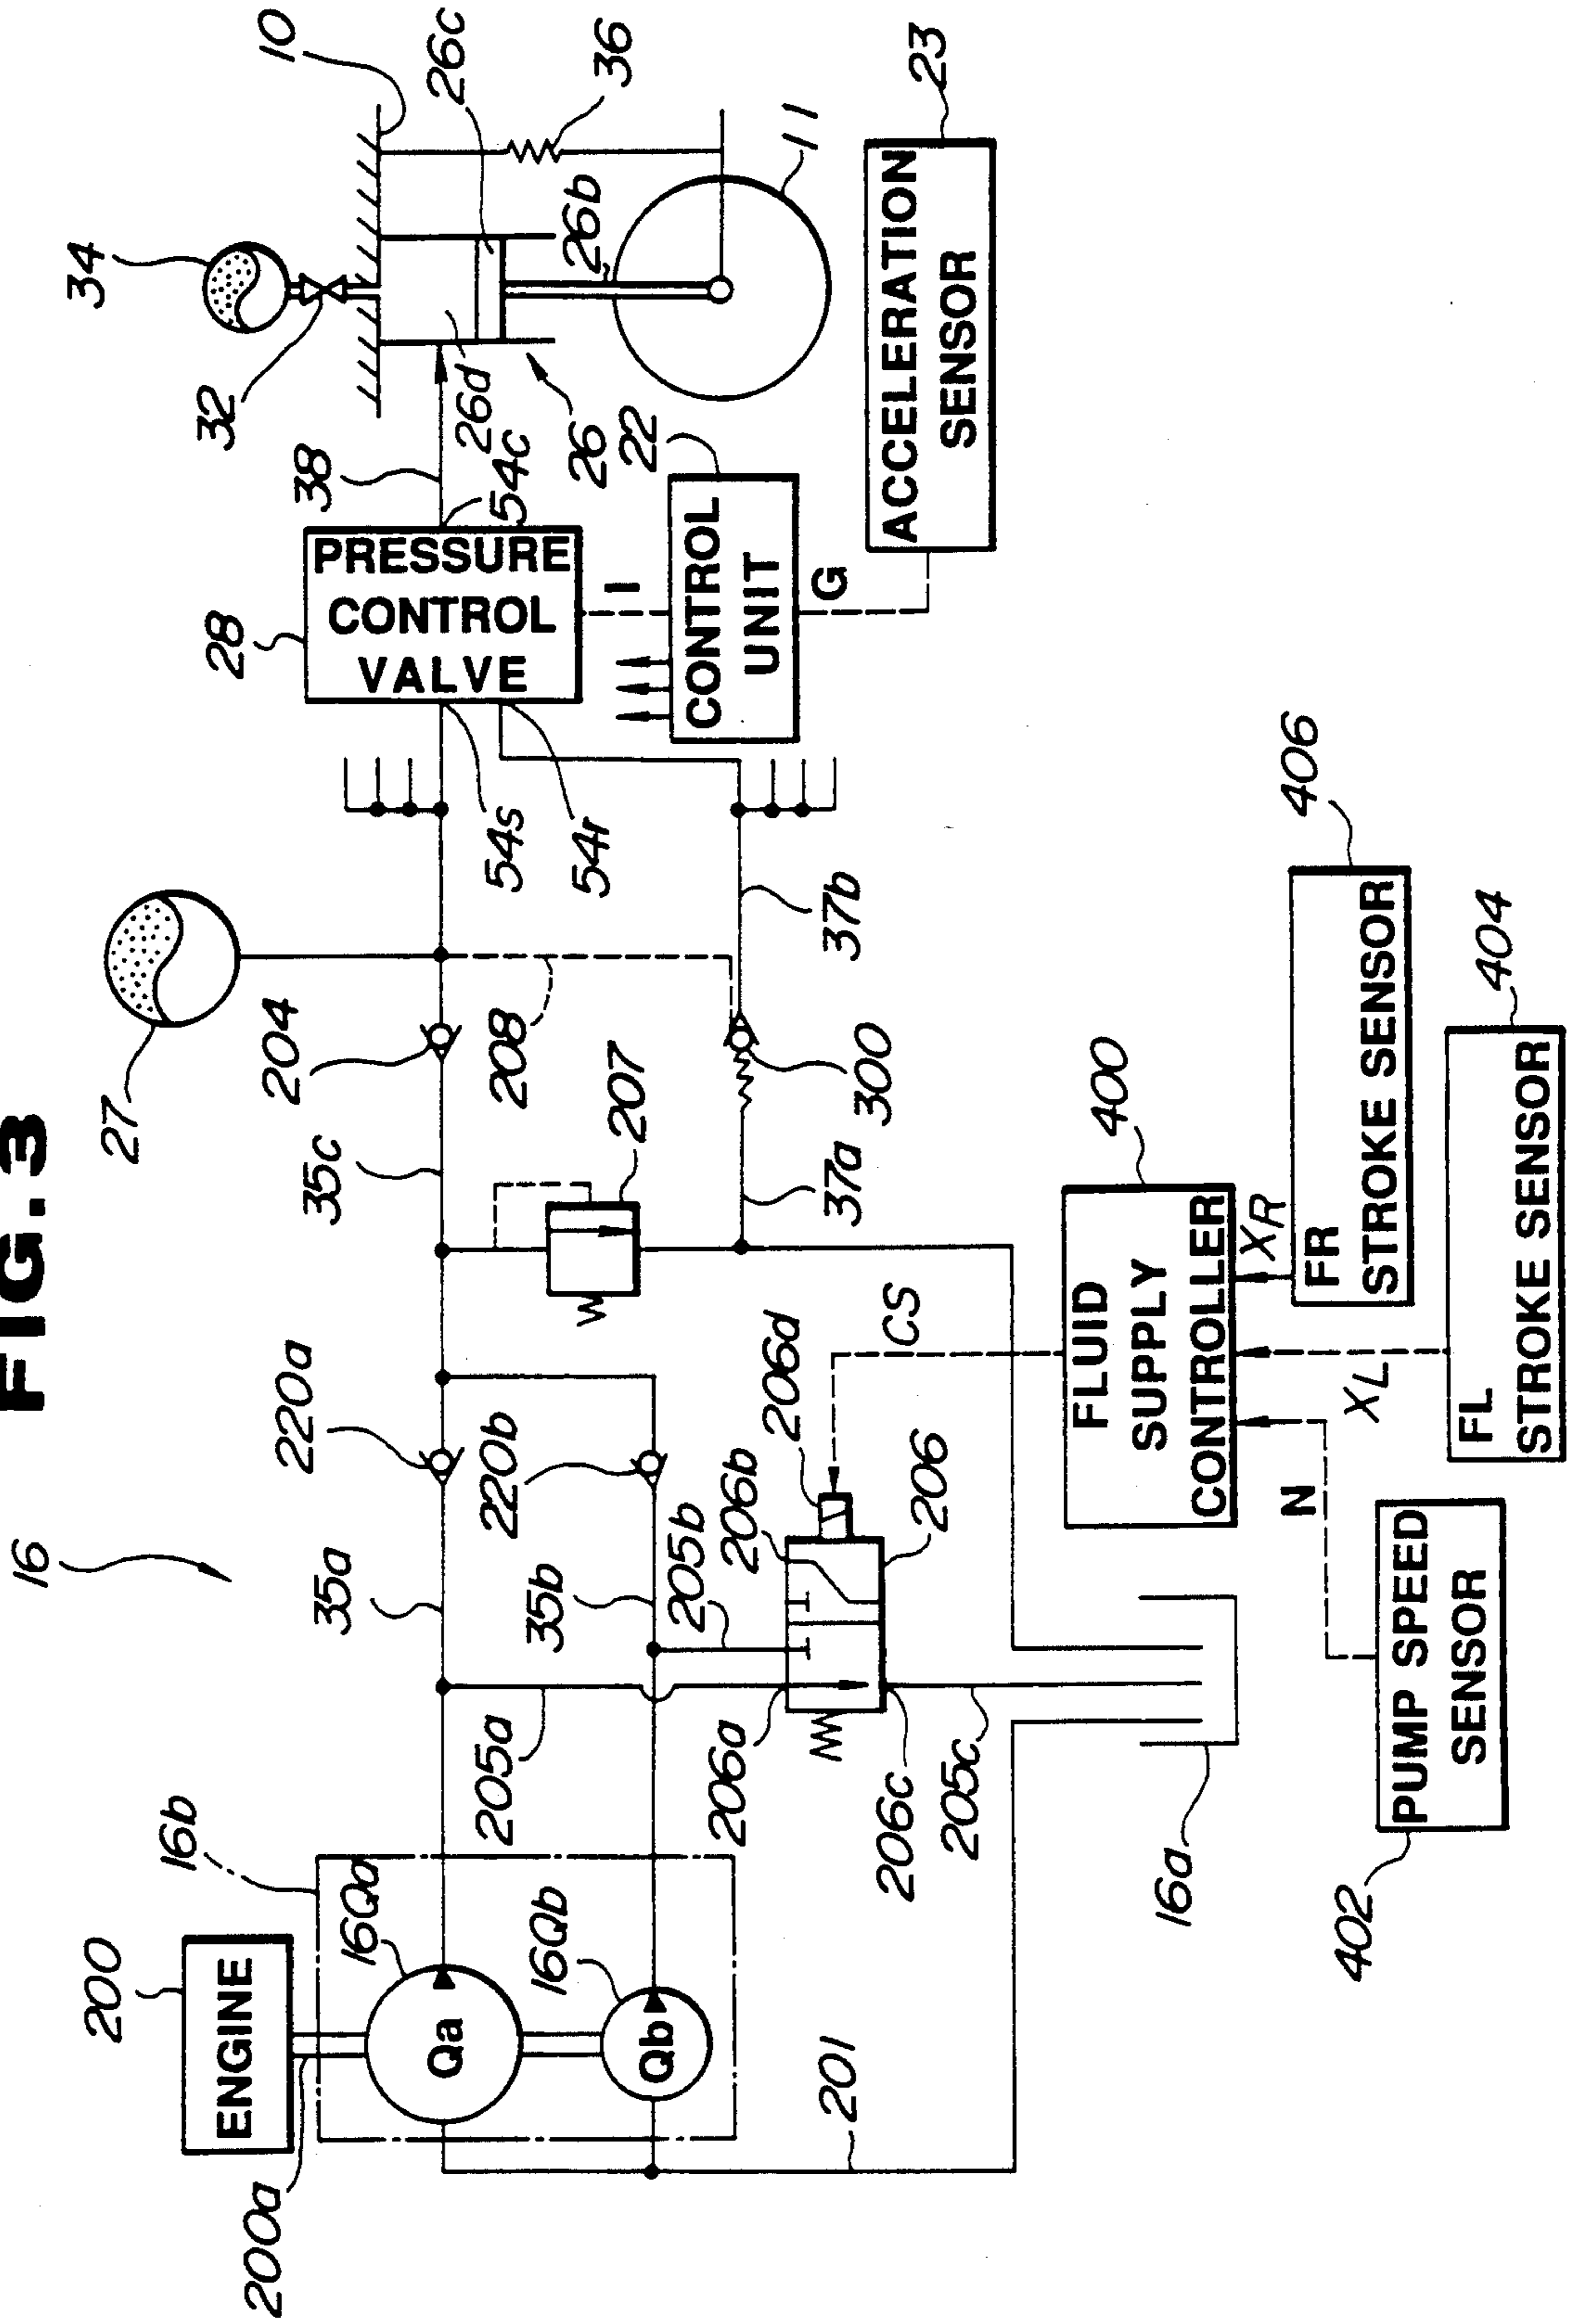 FIG.3
16
27
34
32
10
26c
36
26b
11
26d
26
38
54c
PRESSURE
CONTROL
VALVE
28
I
22
CONTROL
UNIT
G
23
ACCELERATION
SENSOR
54s
54r
37b
204
208
300
207
35c
37a
220a
220b
35a
35b
205b
206b
206d
206
CS
205a
206a
206c
205c
16b
16Qa
16Qb
200
ENGINE
200a
Qa
Qb
201
16a
400
FLUID
SUPPLY
CONTROLLER
XR
XL
N
406
FR
STROKE SENSOR
404
FL
STROKE SENSOR
PUMP SPEED
SENSOR
402